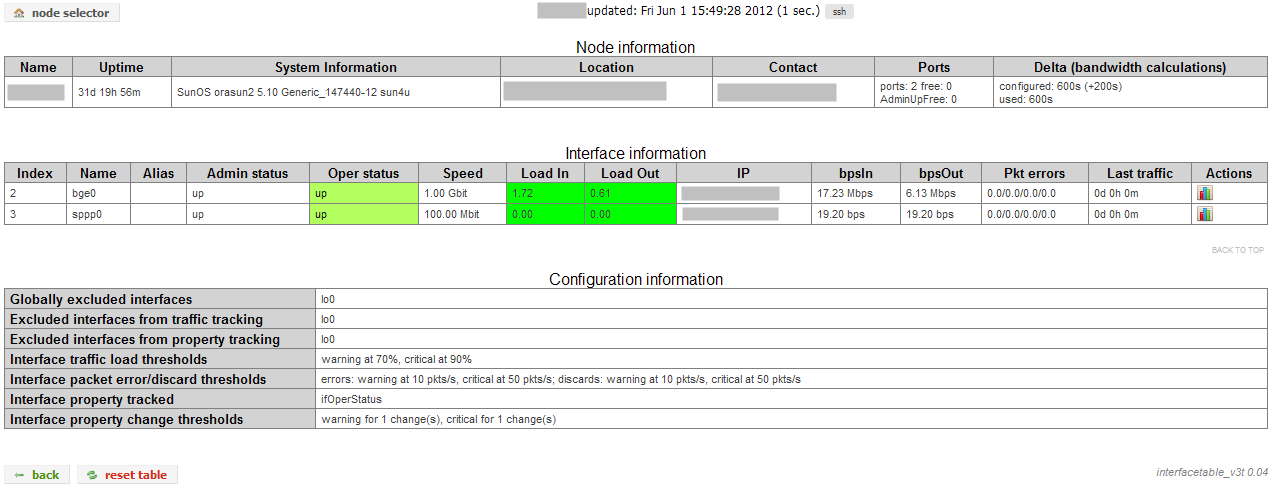 node selector
updated: Fri Jun 1 15:49:28 2012 (1 sec.) ssh
Node information
Name Uptime System Information Location Contact Ports Delta (bandwidth calculations)
31d 19h 56m SunOS orasun2 5.10 Generic_147440-12 sun4u ports: 2 free: 0 configured: 600s (+200s)
AdminUpFree: 0 used: 600s
Interface information
Index Name Alias Admin status Oper status Speed Load In Load Out IP bpsIn bpsOut Pkt errors Last traffic Actions
2 bge0 up up 1.00 Gbit 1.72 0.61 17.23 Mbps 6.13 Mbps 0.0/0.0/0.0/0.0 0d 0h 0m
3 sppp0 up up 100.00 Mbit 0.00 0.00 19.20 bps 19.20 bps 0.0/0.0/0.0/0.0 0d 0h 0m
BACK TO TOP
Configuration information
Globally excluded interfaces lo0
Excluded interfaces from traffic tracking lo0
Excluded interfaces from property tracking lo0
Interface traffic load thresholds warning at 70%, critical at 90%
Interface packet error/discard thresholds errors: warning at 10 pkts/s, critical at 50 pkts/s; discards: warning at 10 pkts/s, critical at 50 pkts/s
Interface property tracked ifOperStatus
Interface property change thresholds warning for 1 change(s), critical for 1 change(s)
back reset table
interfacetable_v3t 0.04